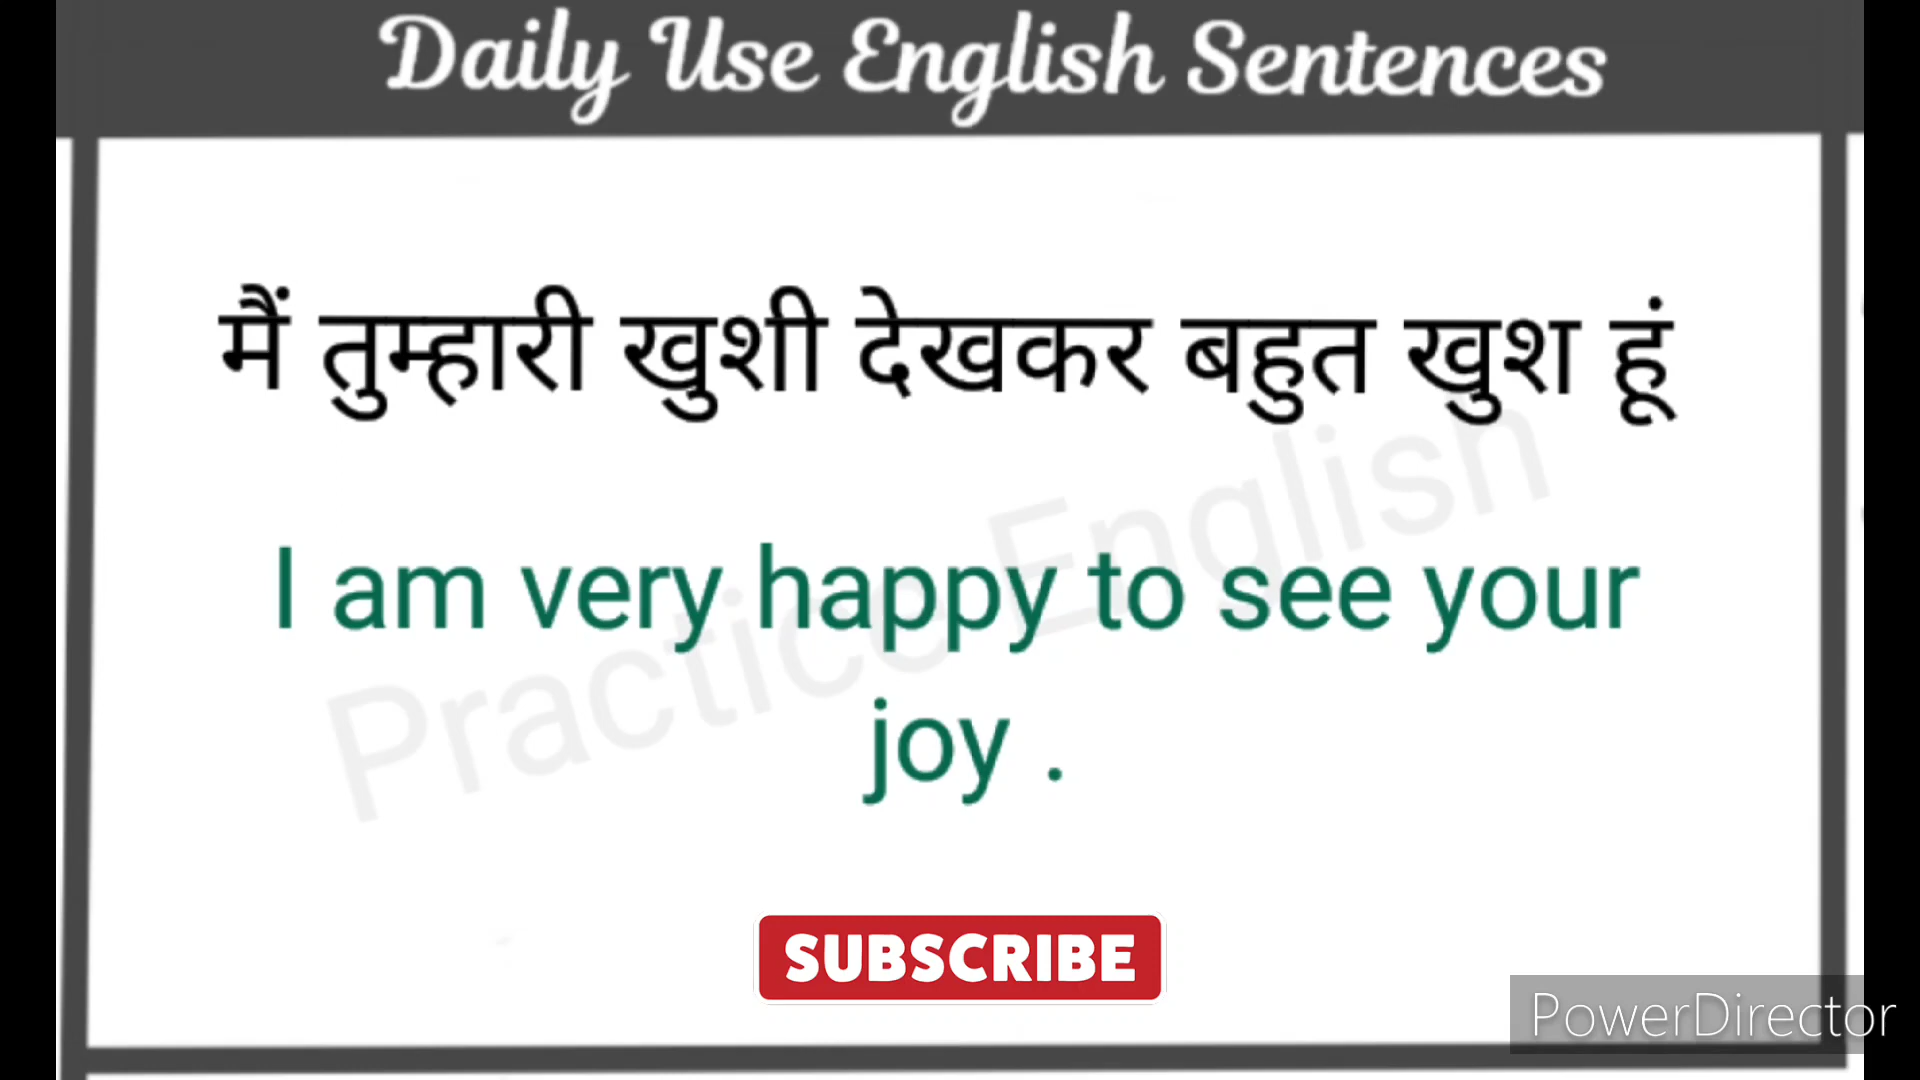 Daily Use English Sentences
मैं तुम्हारी खुशी देखकर बहुत खुश हूं
Practice English
I am very happy to see your
joy .
SUBSCRIBE
PowerDirector